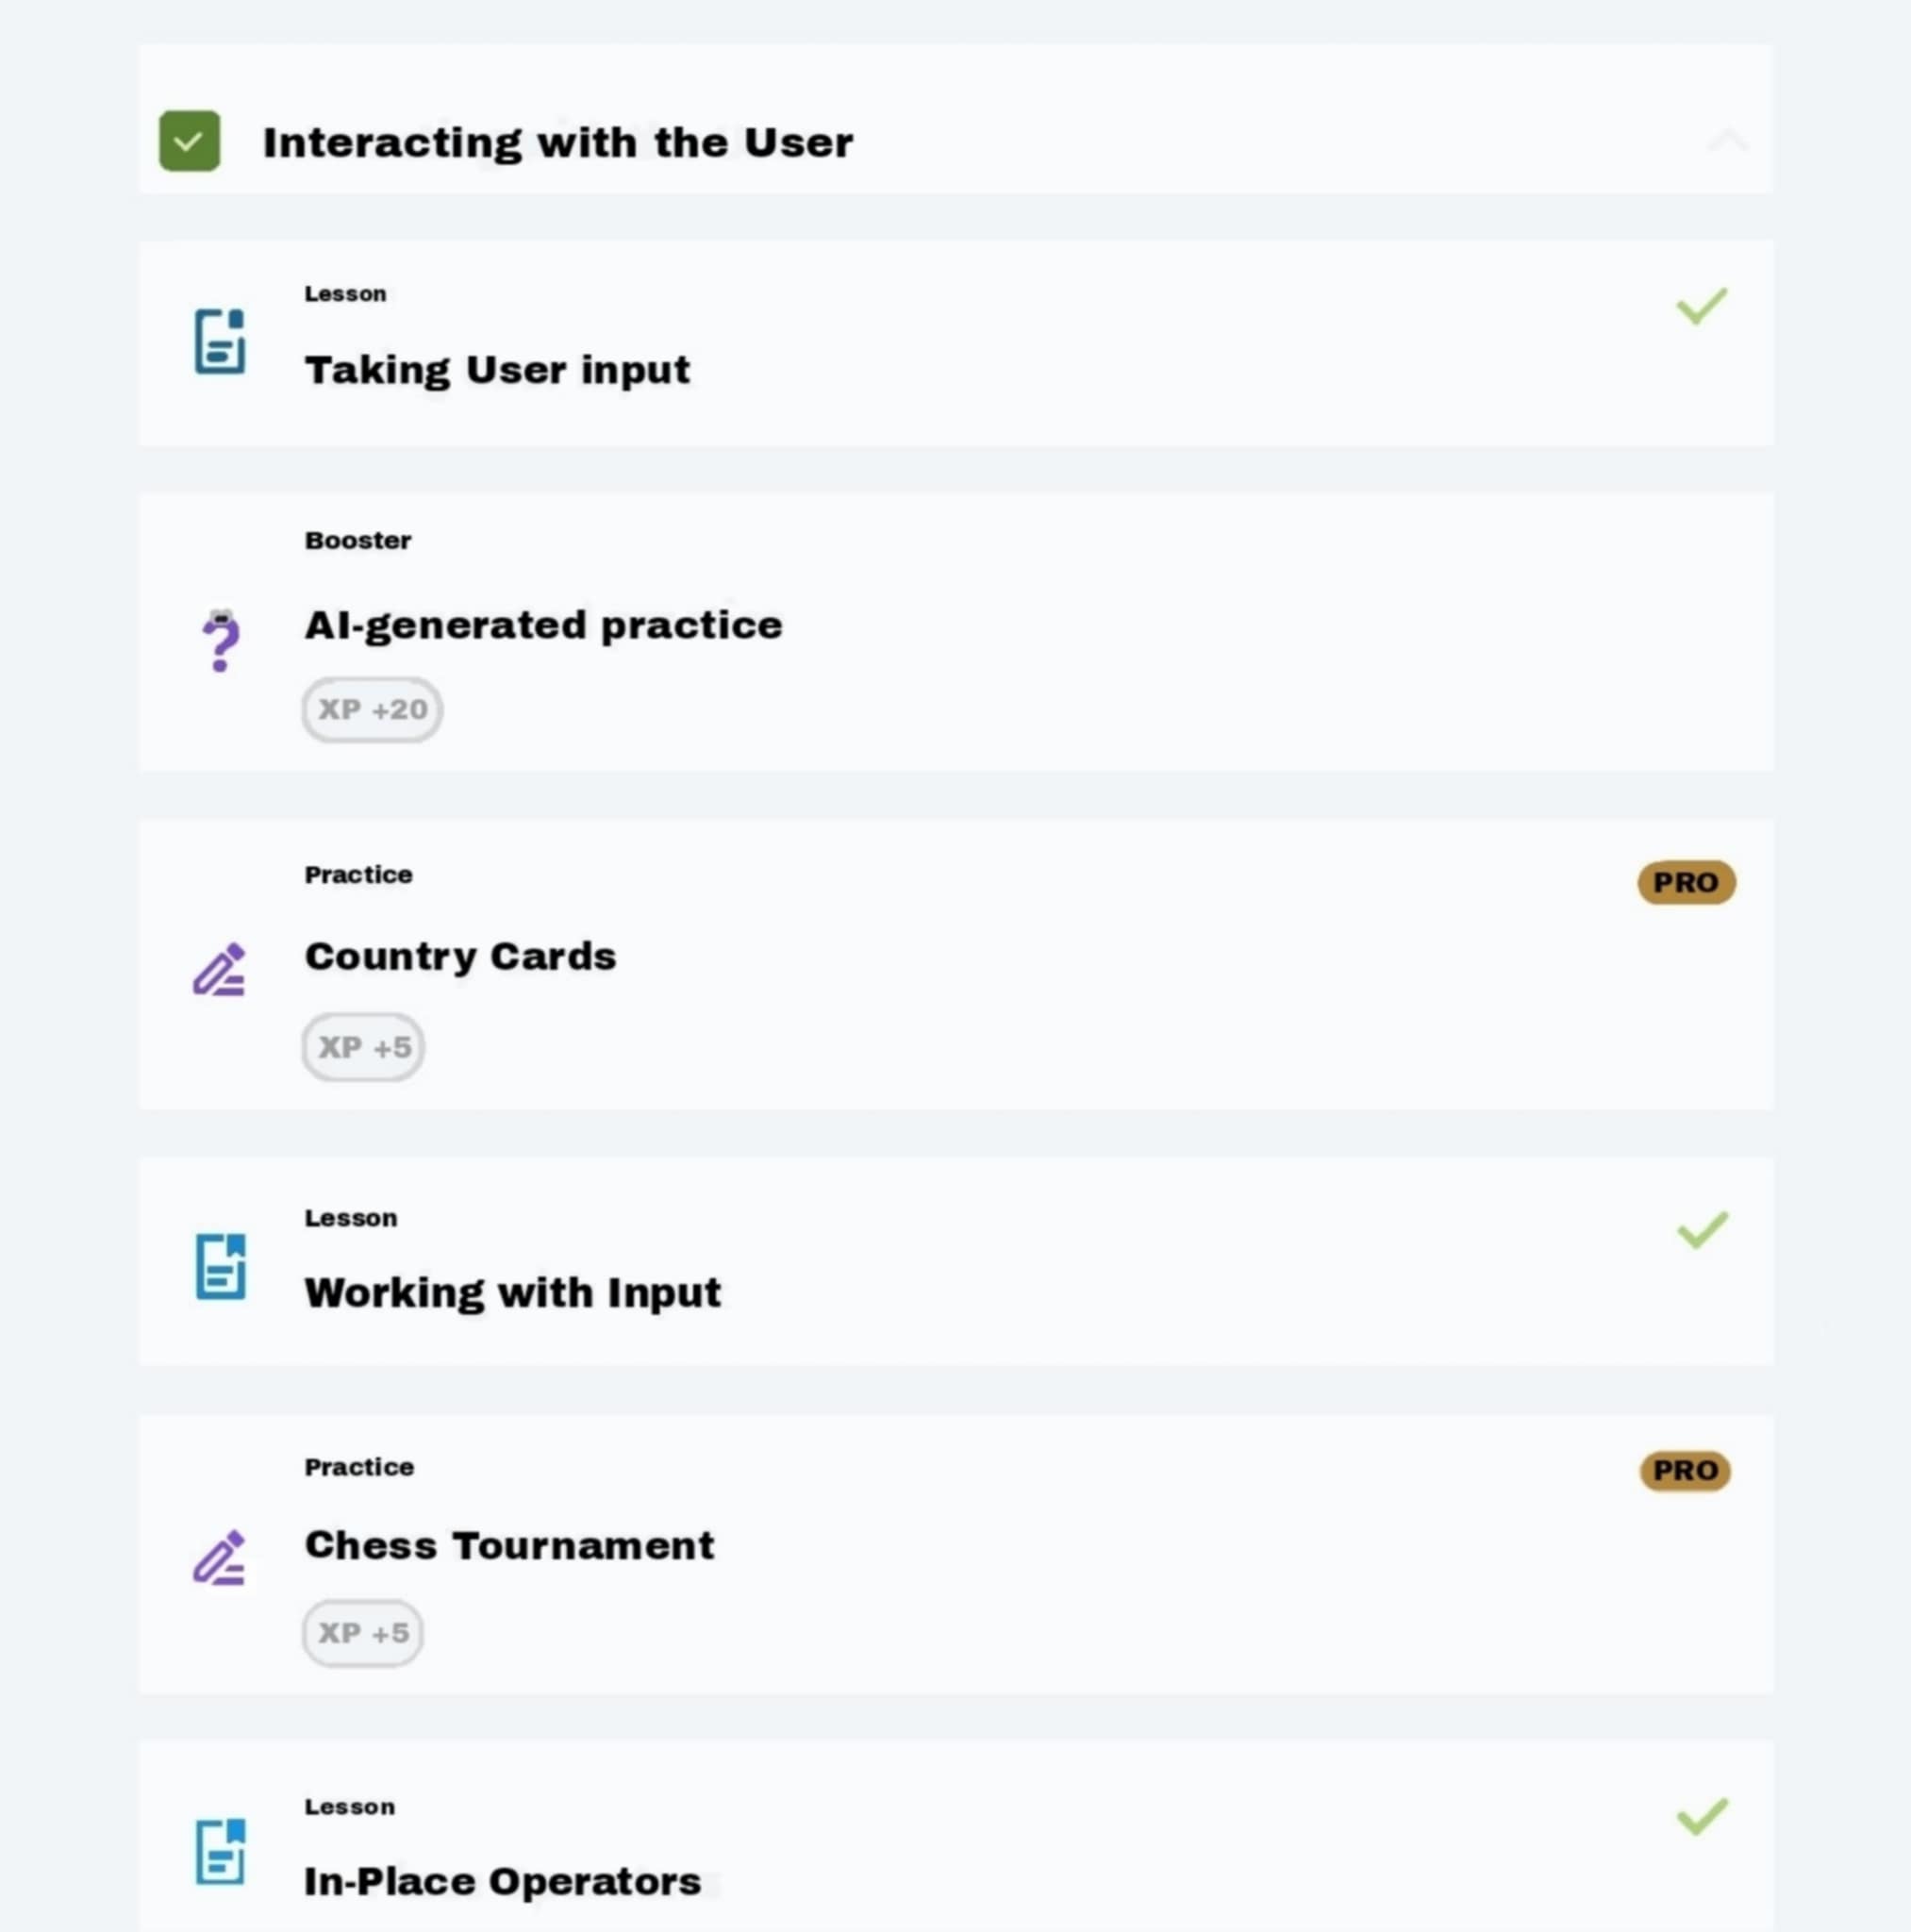 Interacting with the User
Lesson
Taking User input
Booster
AI-generated practice
XP +20
Practice
PRO
Country Cards
XP +5
Lesson
Working with Input
Practice
PRO
Chess Tournament
XP +5
Lesson
In-Place Operators